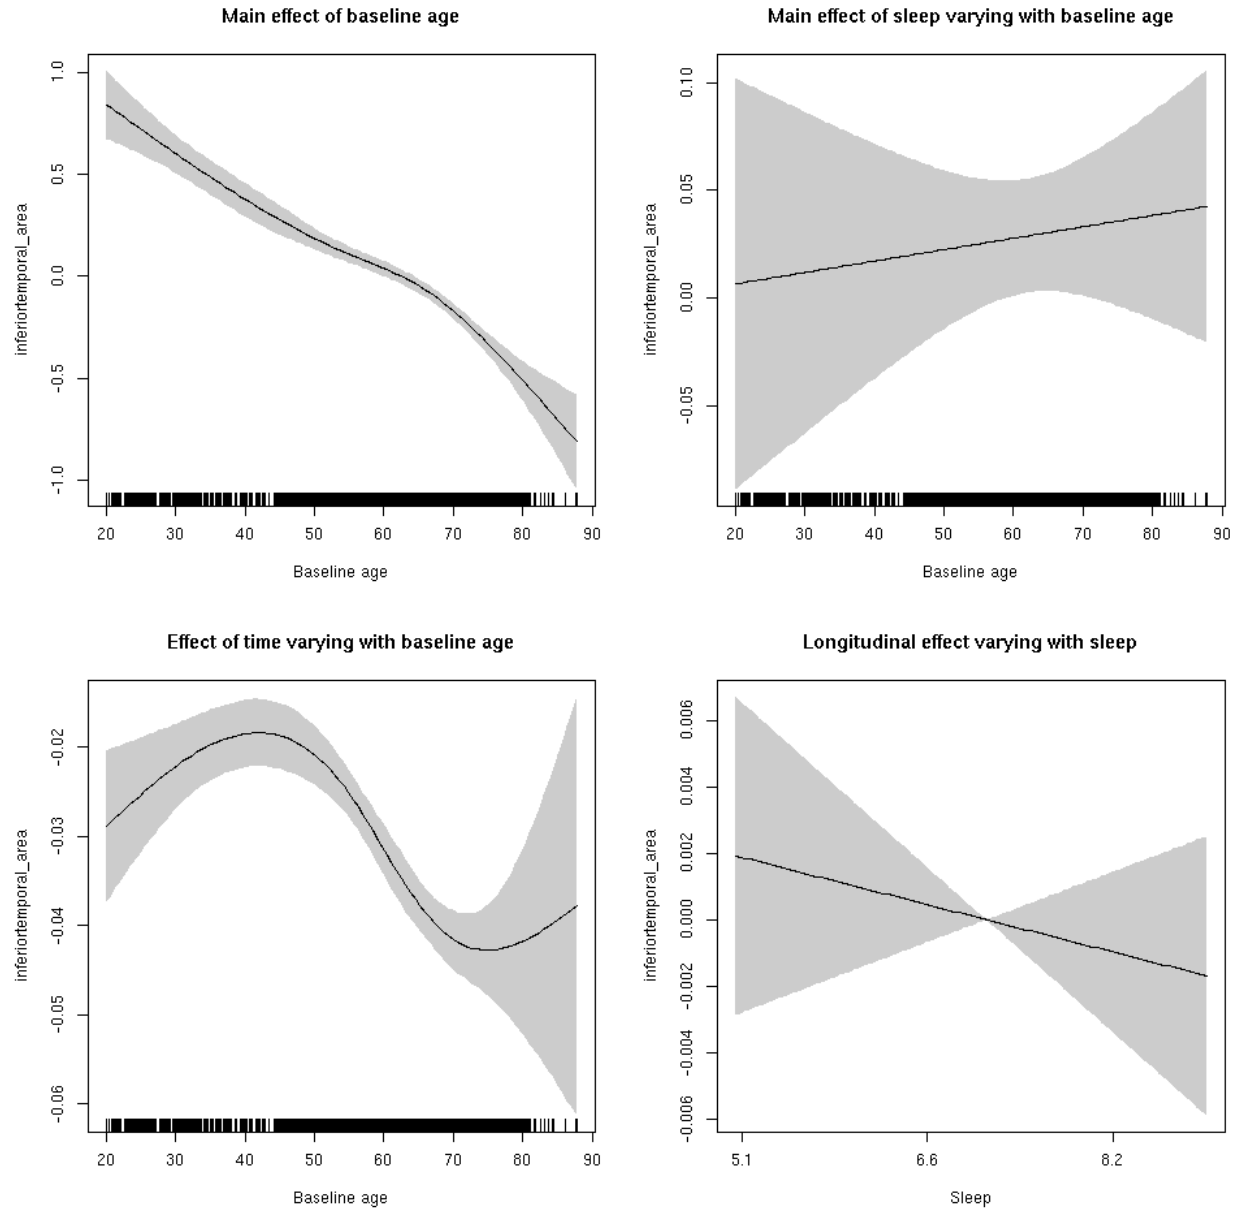 Main effect of baseline age
inferiortemporal_area
1.0
0.5
0.0
-0.5
-1.0
20 30 40 50 60 70 80 90
Baseline age
Main effect of sleep varying with baseline age
inferiortemporal_area
0.10
0.05
0.00
-0.05
20 30 40 50 60 70 80 90
Baseline age
Effect of time varying with baseline age
inferiortemporal_area
-0.02
-0.03
-0.04
-0.05
-0.06
20 30 40 50 60 70 80 90
Baseline age
Longitudinal effect varying with sleep
inferiortemporal_area
0.006
0.004
0.002
0.000
-0.002
-0.004
-0.006
5.1 6.6 8.2
Sleep